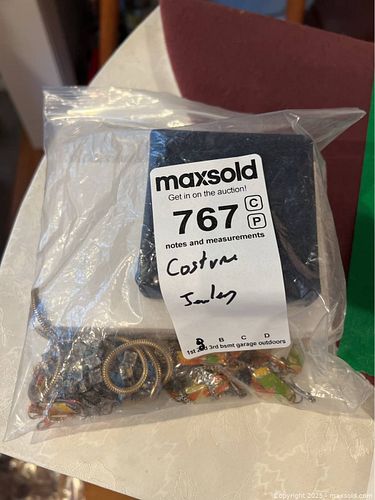 maxsold
Get in on the auction!
767 C
P
notes and measurements
Costume
A B C D
1st 2nd 3rd bsmt garage outdoors
Copyright 2025 - maxsold.com